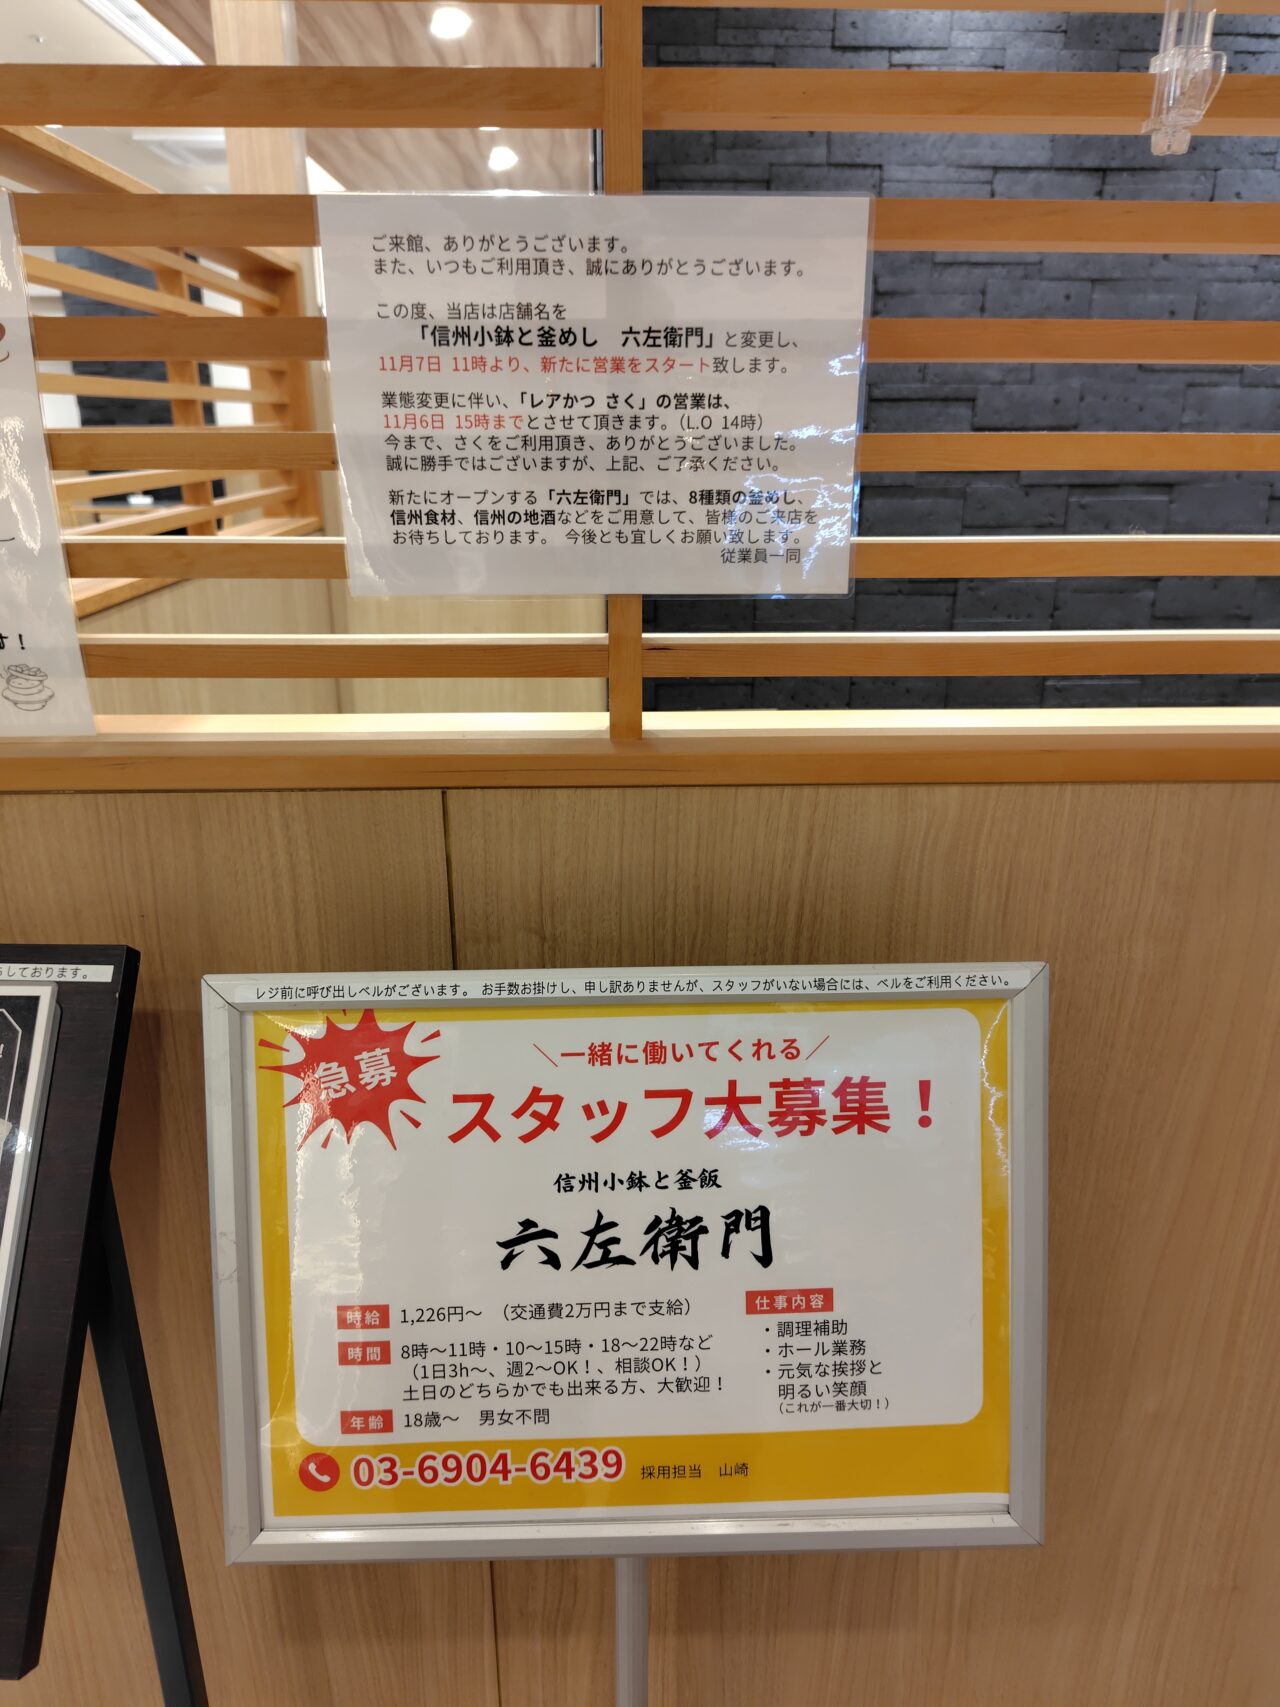 ご来館、ありがとうございます。
また、いつもご利用頂き、誠にありがとうございます。
この度、当店は店舗名を
「信州小鉢と釜めし　六左衛門」と変更し、
11月7日 11時より、新たに営業をスタート致します。
業態変更に伴い、「レアかつ さく」の営業は、
11月6日 15時までとさせて頂きます。（L.O 14時）
今まで、さくをご利用頂き、ありがとうございました。
誠に勝手ではございますが、上記、ご了承ください。
新たにオープンする「六左衛門」では、8種類の釜めし、
信州食材、信州の地酒などをご用意して、皆様のご来店を
お待ちしております。 今後とも宜しくお願い致します。
従業員一同
す！
しております。
レジ前に呼び出しベルがございます。 お手数お掛けし、申し訳ありませんが、スタッフがいない場合には、ベルをご利用ください。
急募
＼一緒に働いてくれる／
スタッフ大募集！
信州小鉢と釜飯
六左衛門
時給 1,226円～ （交通費2万円まで支給）
時間 8時～11時・10～15時・18～22時など
（1日3h～、週2～OK！、相談OK！）
土日のどちらかでも出来る方、大歓迎！
年齢 18歳～ 男女不問
仕事内容
・調理補助
・ホール業務
・元気な挨拶と
明るい笑顔
（これが一番大切！）
03-6904-6439 採用担当 山崎